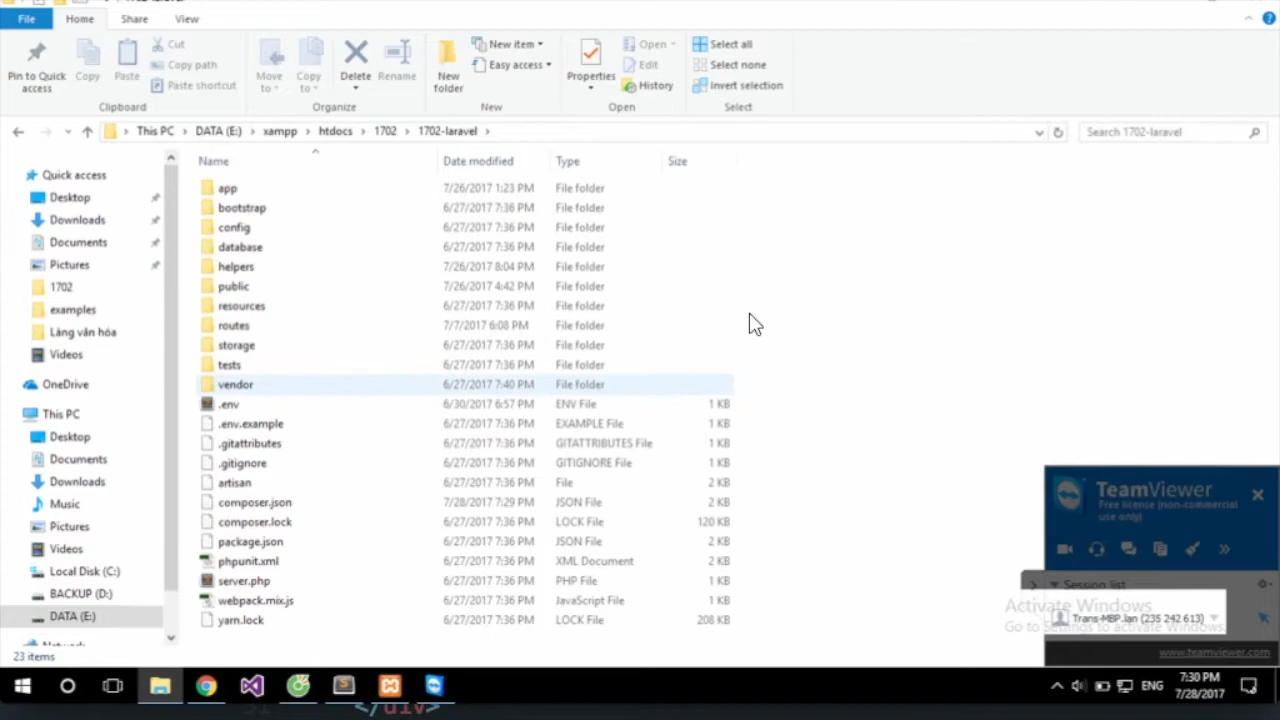 File Home Share View
Pin to Quick access
Copy
Paste
Cut
Copy path
Paste shortcut
Clipboard
Move to
Copy to
Delete
Rename
Organize
New folder
New item
Easy access
New
Properties
Open
Edit
History
Open
Select all
Select none
Invert selection
Select
This PC > DATA (E:) > xampp > htdocs > 1702 > 1702-laravel >
Search 1702-laravel
Name Date modified Type Size
Quick access
Desktop
Downloads
Documents
Pictures
1702
examples
Làng văn hóa
Videos
OneDrive
This PC
Desktop
Documents
Downloads
Music
Pictures
Videos
Local Disk (C:)
BACKUP (D:)
DATA (E:)
app 7/26/2017 1:23 PM File folder
bootstrap 6/27/2017 7:36 PM File folder
config 6/27/2017 7:36 PM File folder
database 6/27/2017 7:36 PM File folder
helpers 7/26/2017 8:04 PM File folder
public 7/26/2017 4:42 PM File folder
resources 6/27/2017 7:36 PM File folder
routes 7/7/2017 6:08 PM File folder
storage 6/27/2017 7:36 PM File folder
tests 6/27/2017 7:36 PM File folder
vendor 6/27/2017 7:40 PM File folder
.env 6/30/2017 6:57 PM ENV File 1 KB
.env.example 6/27/2017 7:36 PM EXAMPLE File 1 KB
.gitattributes 6/27/2017 7:36 PM GITATTRIBUTES File 1 KB
.gitignore 6/27/2017 7:36 PM GITIGNORE File 1 KB
artisan 6/27/2017 7:36 PM File 2 KB
composer.json 7/28/2017 7:29 PM JSON File 2 KB
composer.lock 6/27/2017 7:36 PM LOCK File 120 KB
package.json 6/27/2017 7:36 PM JSON File 2 KB
phpunit.xml 6/27/2017 7:36 PM XML Document 2 KB
server.php 6/27/2017 7:36 PM PHP File 1 KB
webpack.mix.js 6/27/2017 7:36 PM JavaScript File 1 KB
yarn.lock 6/27/2017 7:36 PM LOCK File 208 KB
23 items
TeamViewer
Free license (non-commercial
use only)
Session list
Activate Windows
Trans-MBP.lan (235 242 613)
Go to Settings to activate Windows.
www.teamviewer.com
ENG
7:30 PM
7/28/2017
</div>